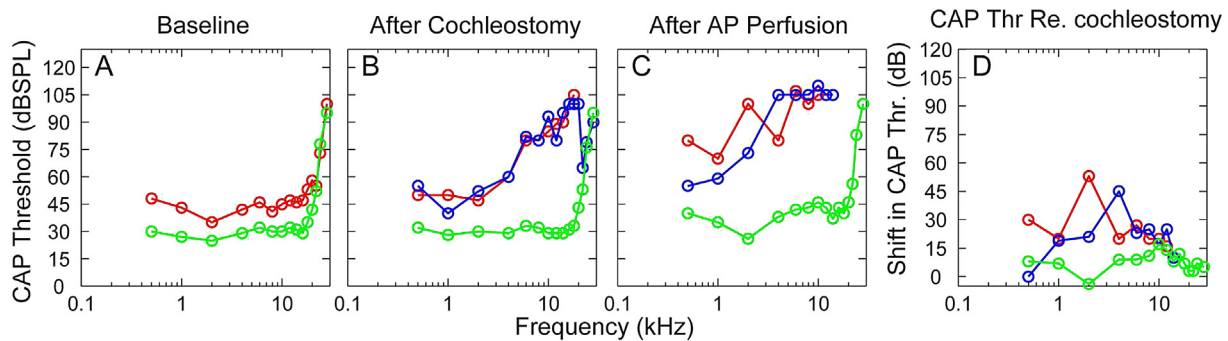 Baseline
After Cochleostomy
After AP Perfusion
CAP Thr Re. cochleostomy
CAP Threshold (dBSPL)
120
105
90
75
60
45
30
15
0
A
B
C
Shift in CAP Thr. (dB)
120
105
90
75
60
45
30
15
0
D
0.1
1
10
0.1
1
10
0.1
1
10
0.1
1
10
Frequency (kHz)